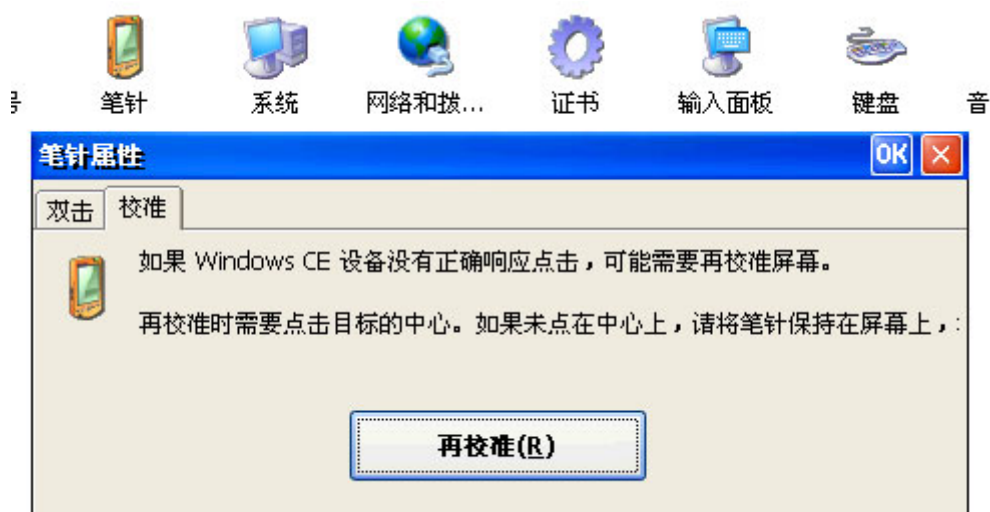 号 笔针 系统 网络和拨... 证书 输入面板 键盘 音
笔针属性 OK
双击 校准
如果 Windows CE 设备没有正确响应点击，可能需要再校准屏幕。
再校准时需要点击目标的中心。如果未点在中心上，请将笔针保持在屏幕上，
再校准(R)